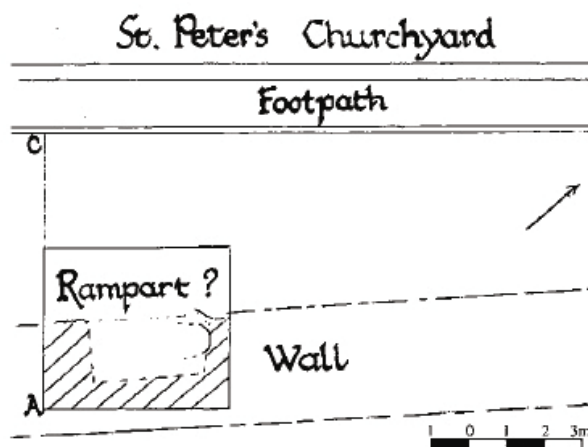 St. Peter's Churchyard
Footpath
C
Rampart ?
Wall
A
1 0 1 2 3m